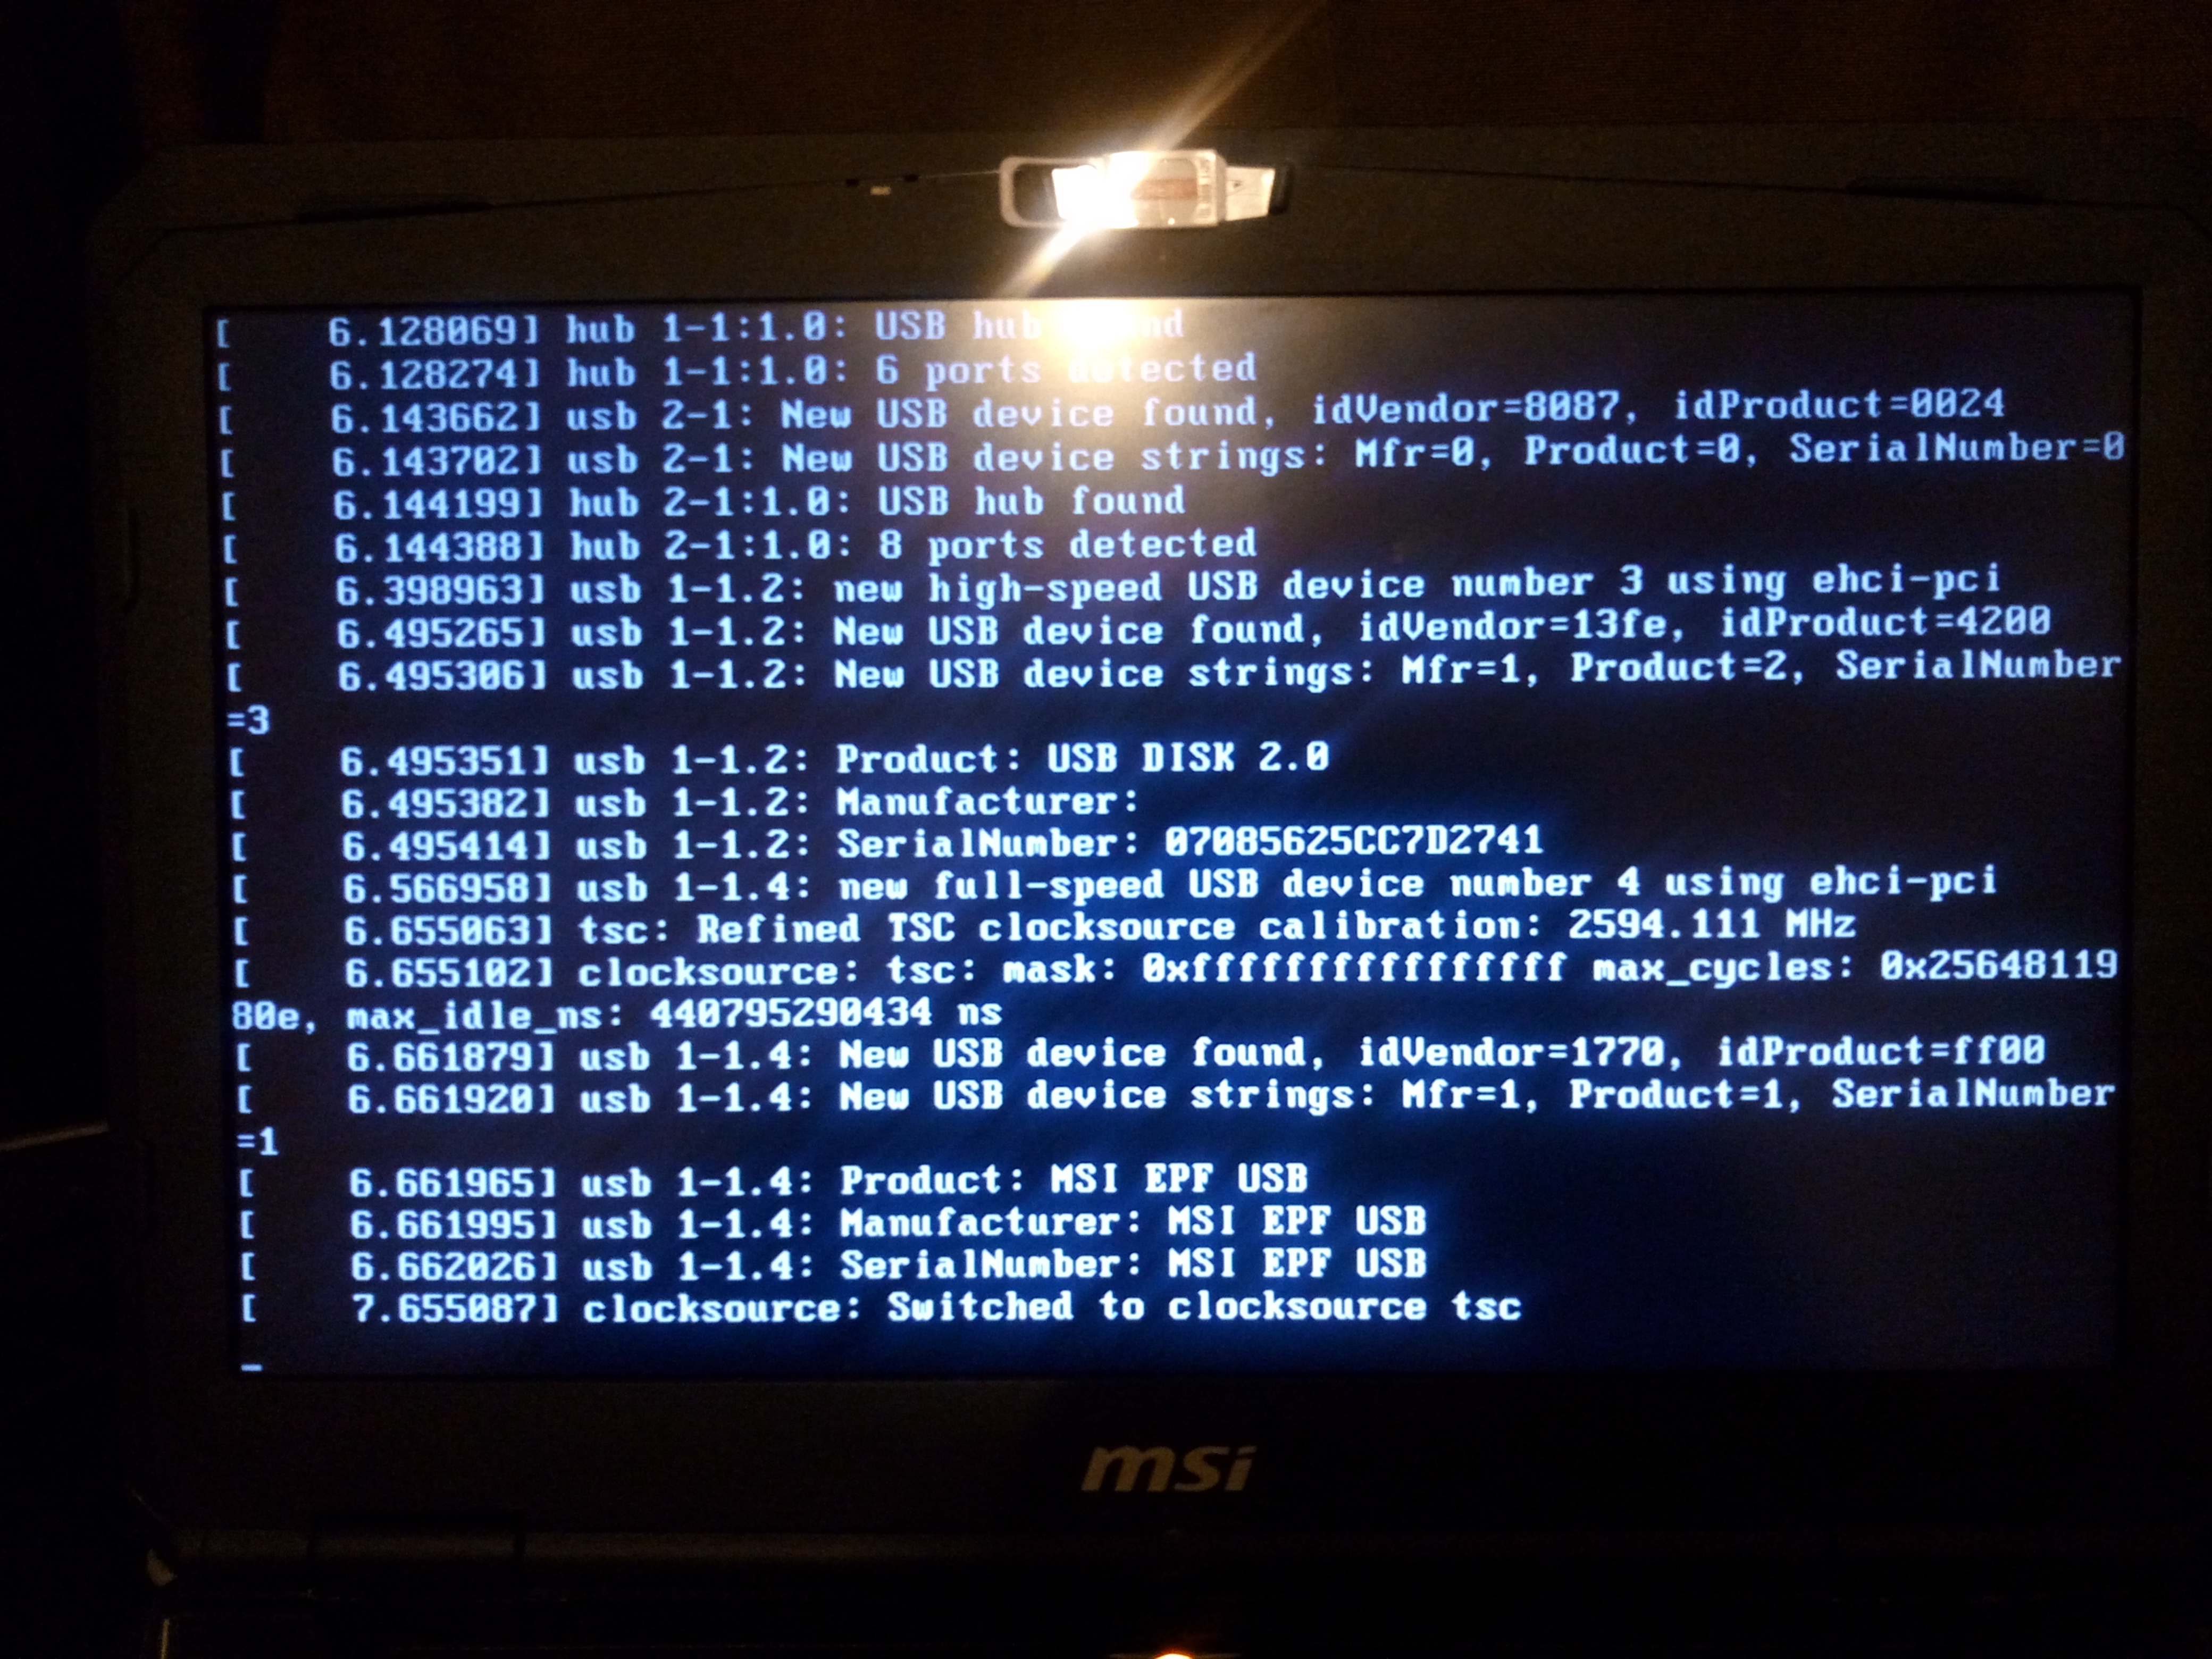 [    6.128069] hub 1-1:1.0: USB hub
[    6.128274] hub 1-1:1.0: 6 ports detected
[    6.143662] usb 2-1: New USB device found, idVendor=8087, idProduct=0024
[    6.143702] usb 2-1: New USB device strings: Mfr=0, Product=0, SerialNumber=0
[    6.144199] hub 2-1:1.0: USB hub found
[    6.144388] hub 2-1:1.0: 8 ports detected
[    6.398963] usb 1-1.2: new high-speed USB device number 3 using ehci-pci
[    6.495265] usb 1-1.2: New USB device found, idVendor=13fe, idProduct=4200
[    6.495306] usb 1-1.2: New USB device strings: Mfr=1, Product=2, SerialNumber
=3
[    6.495351] usb 1-1.2: Product: USB DISK 2.0
[    6.495382] usb 1-1.2: Manufacturer:
[    6.495414] usb 1-1.2: SerialNumber: 07085625CC7D2741
[    6.566958] usb 1-1.4: new full-speed USB device number 4 using ehci-pci
[    6.655063] tsc: Refined TSC clocksource calibration: 2594.111 MHz
[    6.655102] clocksource: tsc: mask: 0xffffffffffffffff max_cycles: 0x25648119
80e, max_idle_ns: 440795290434 ns
[    6.661879] usb 1-1.4: New USB device found, idVendor=1770, idProduct=ff00
[    6.661920] usb 1-1.4: New USB device strings: Mfr=1, Product=1, SerialNumber
=1
[    6.661965] usb 1-1.4: Product: MSI EPF USB
[    6.661995] usb 1-1.4: Manufacturer: MSI EPF USB
[    6.662026] usb 1-1.4: SerialNumber: MSI EPF USB
[    7.655087] clocksource: Switched to clocksource tsc
_
msi